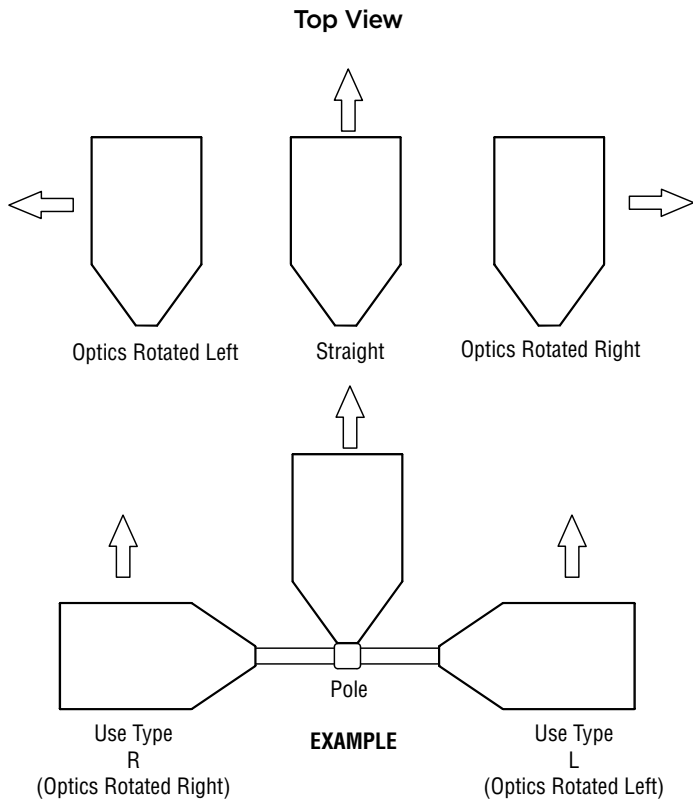 Top View
Optics Rotated Left
Straight
Optics Rotated Right
Pole
Use Type
R
(Optics Rotated Right)
EXAMPLE
Use Type
L
(Optics Rotated Left)